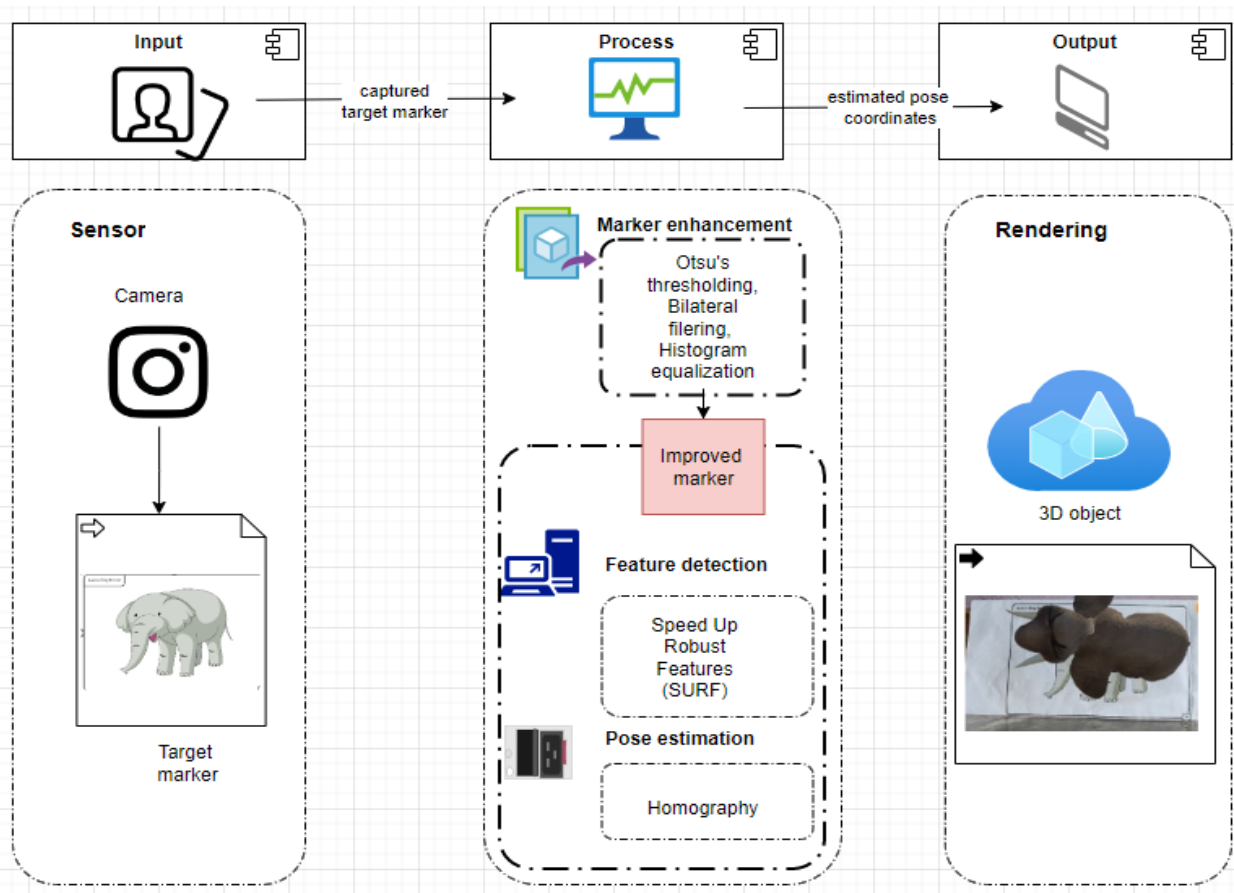 Input
Process
Output
captured
target marker
estimated pose
coordinates
Sensor
Camera
Target
marker
Marker enhancement
Otsu's
thresholding,
Bilateral
filering,
Histogram
equalization
Improved
marker
Feature detection
Speed Up
Robust
Features
(SURF)
Pose estimation
Homography
Rendering
3D object